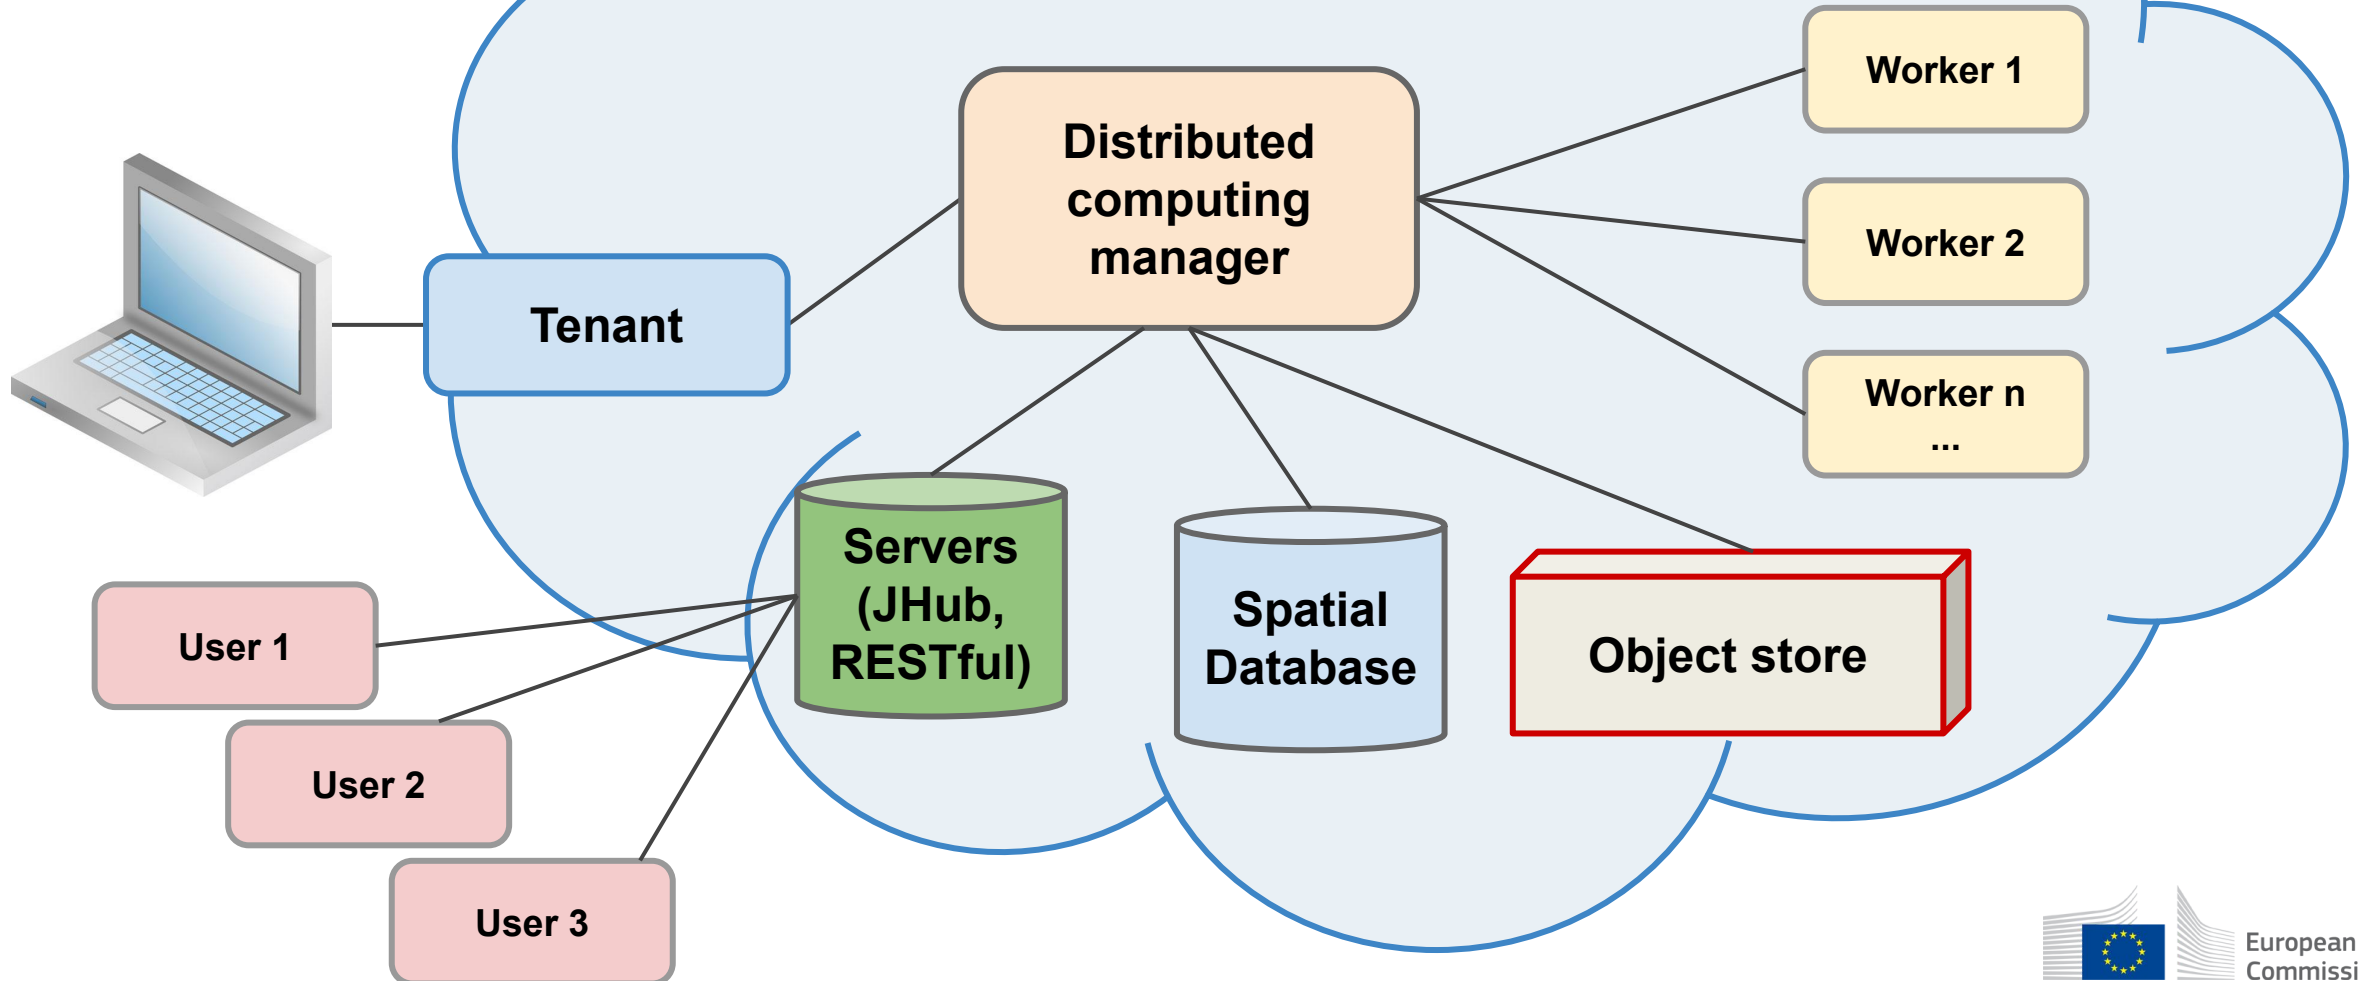 Worker 1
Distributed
computing
manager
Worker 2
Tenant
Worker n
...
Servers
(JHub,
RESTful)
Spatial
Database
Object store
User 1
User 2
User 3
European
Commissi